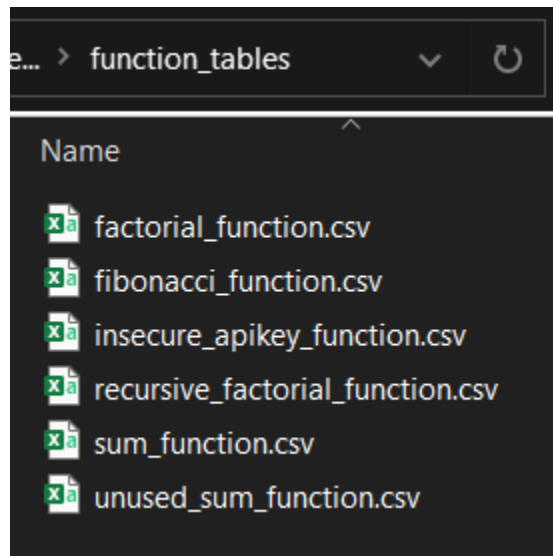 e... > function_tables
Name
factorial_function.csv
fibonacci_function.csv
insecure_apikey_function.csv
recursive_factorial_function.csv
sum_function.csv
unused_sum_function.csv